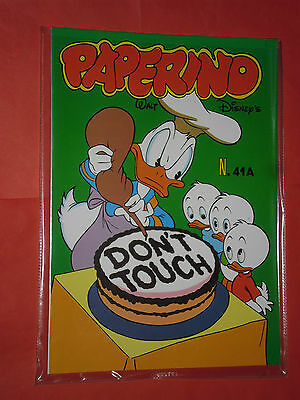 PAPERINO
WALT DISNEY'S
N. 41A
DON'T
TOUCH